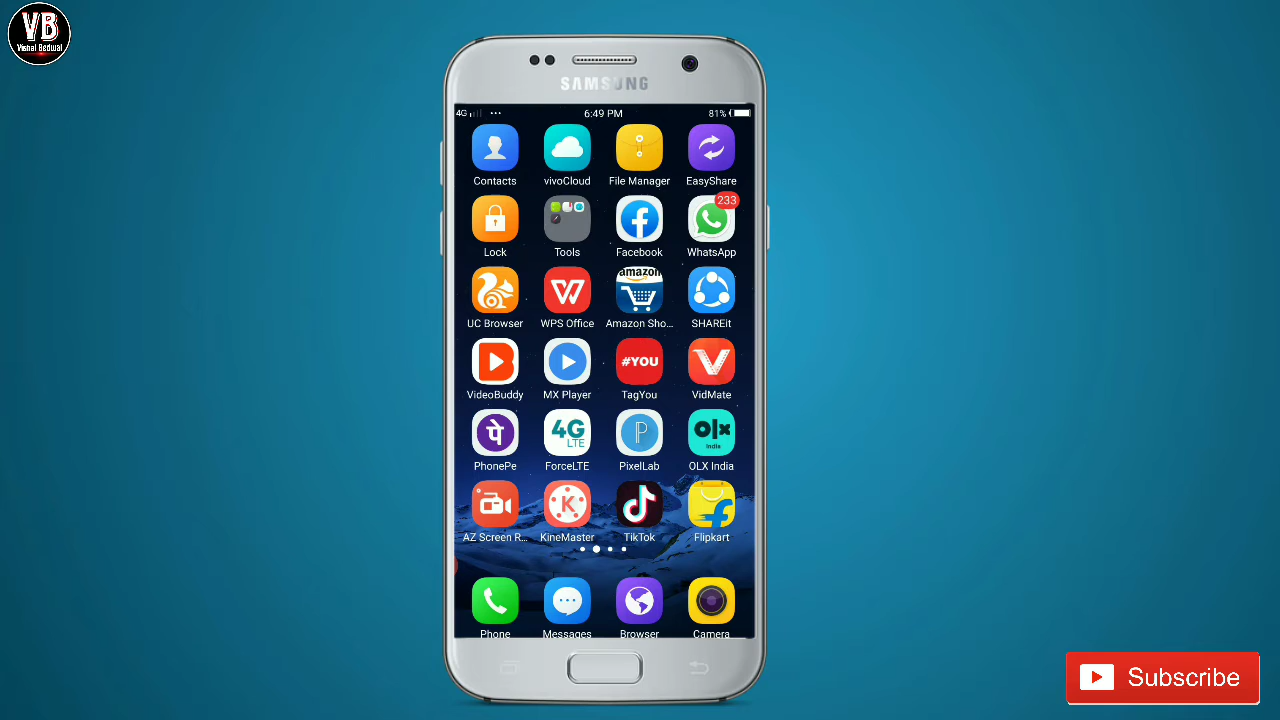 VB
Vishal Bedwal
SAMSUNG
4G 6:49 PM 81%
Contacts vivoCloud File Manager EasyShare
233
Lock Tools Facebook WhatsApp
amazon
UC Browser WPS Office Amazon Sho... SHAREit
#YOU
VideoBuddy MX Player TagYou VidMate
पे 4G LTE P olx India
PhonePe ForceLTE PixelLab OLX India
K
AZ Screen R... KineMaster TikTok Flipkart
Phone Messages Browser Camera
Subscribe